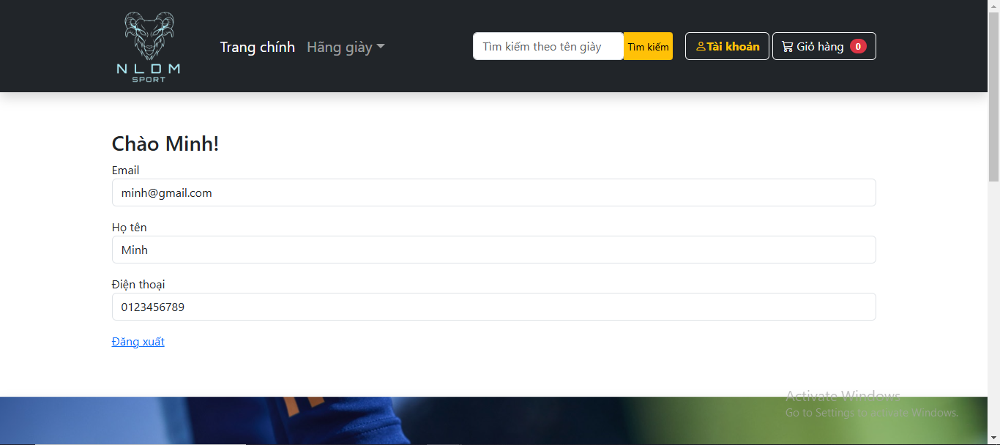 NLDM
SPORT
Trang chính
Hãng giày
Tìm kiếm theo tên giày
Tìm kiếm
Tài khoản
Giỏ hàng 0
Chào Minh!
Email
minh@gmail.com
Họ tên
Minh
Điện thoại
0123456789
Đăng xuất
Activate Windows
Go to Settings to activate Windows.